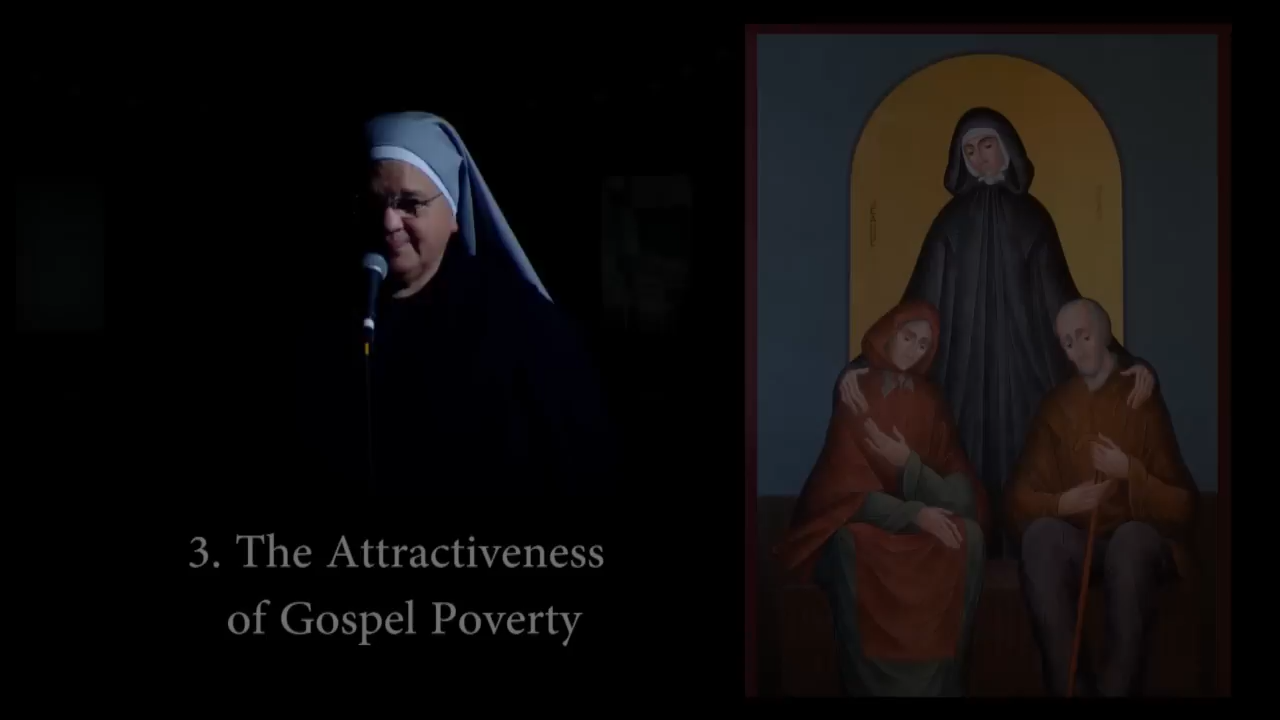 3. The Attractiveness
of Gospel Poverty